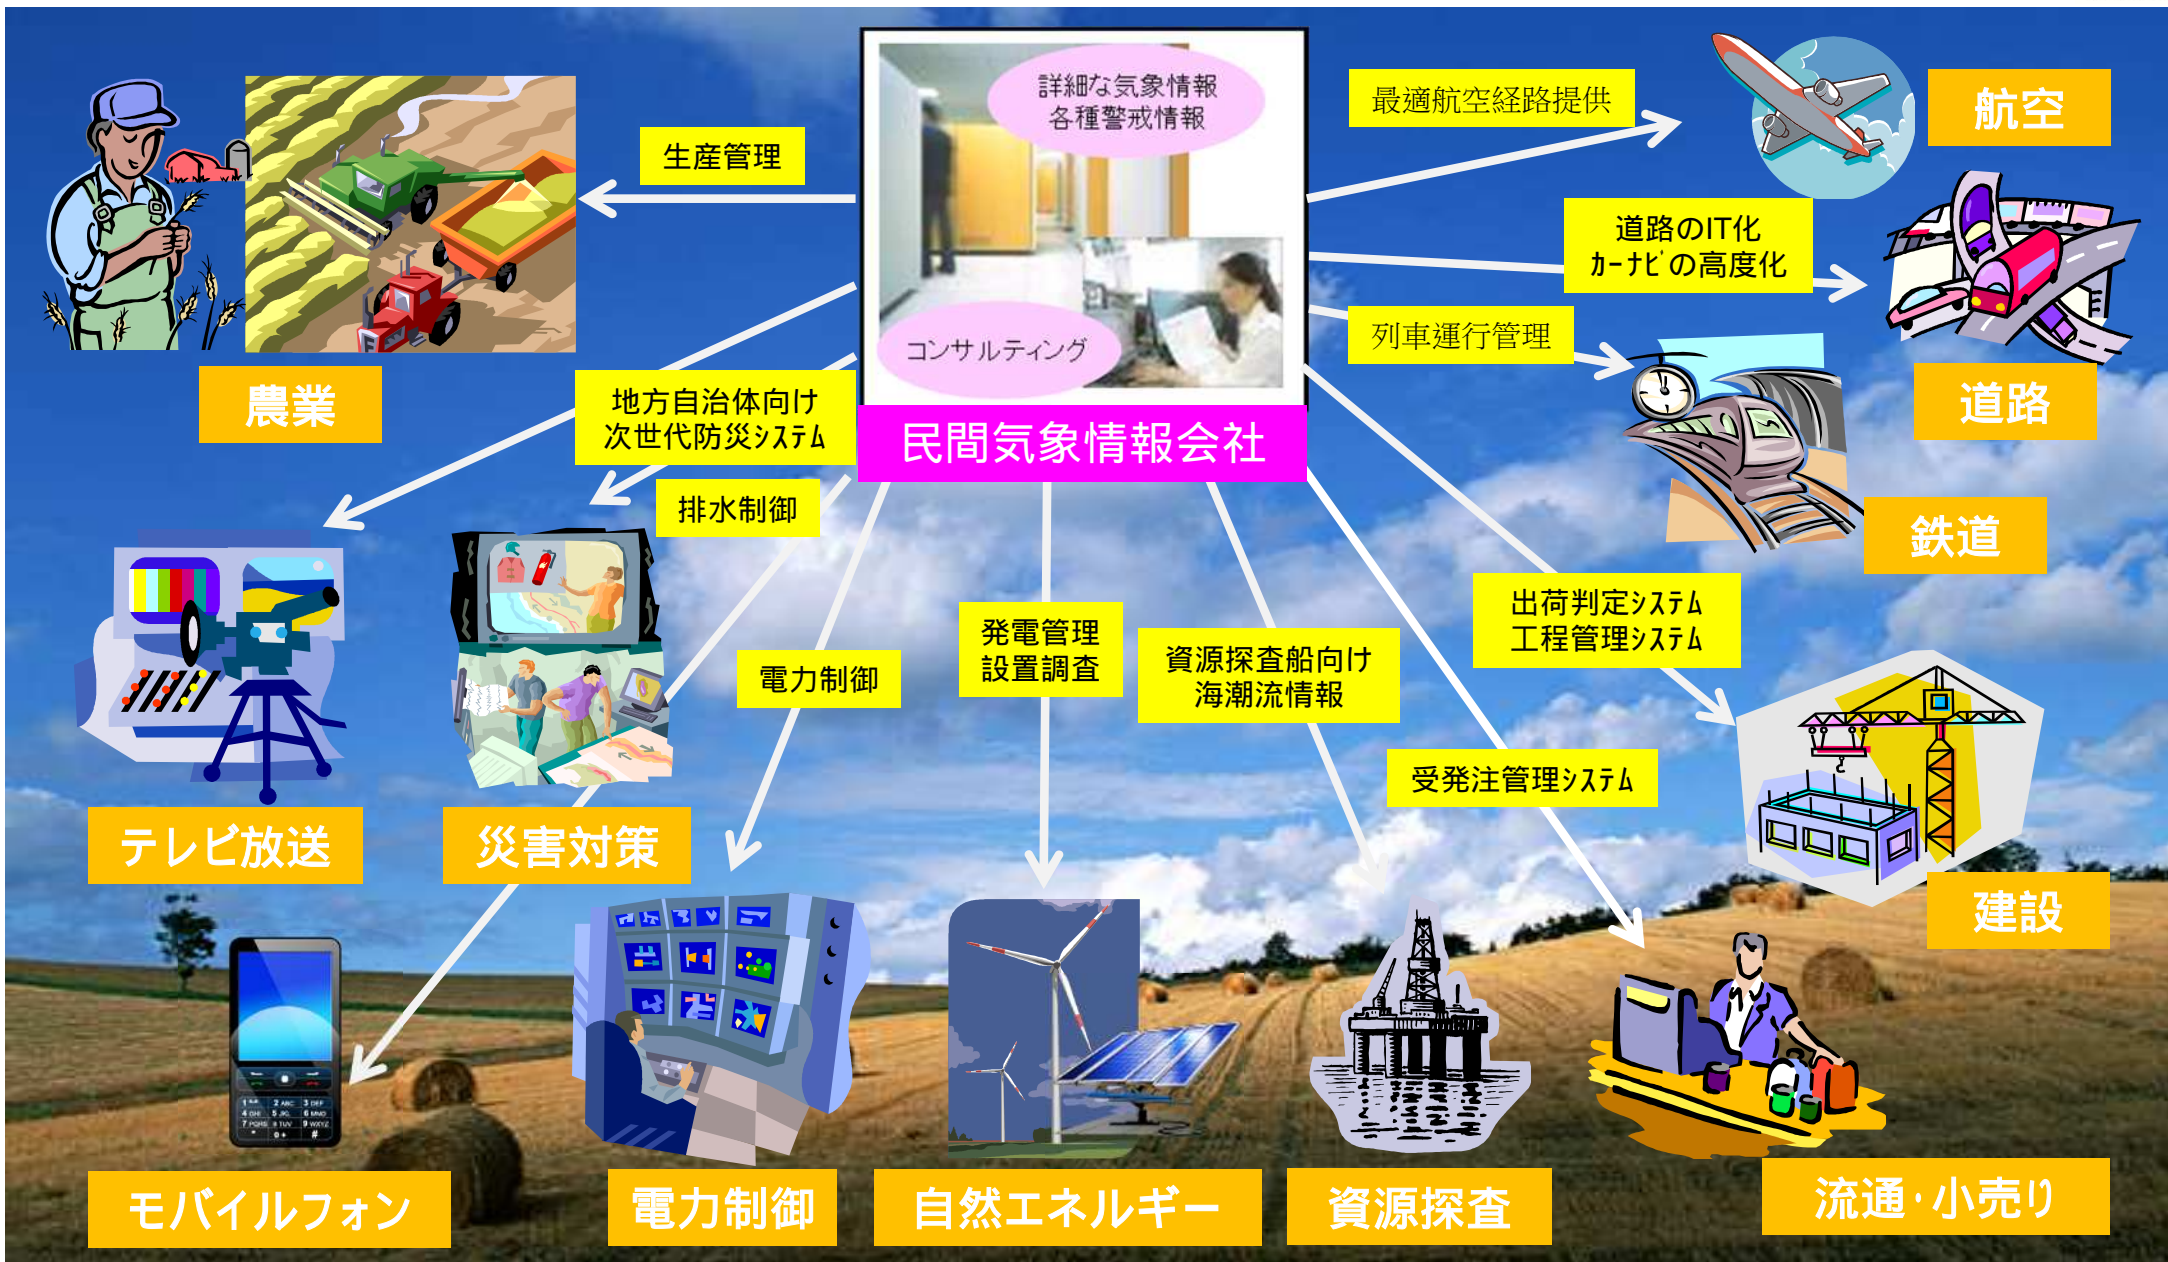 詳細な気象情報
各種警戒情報
コンサルティング
民間気象情報会社
生産管理
農業
最適航空経路提供
航空
道路のIT化
ｶｰﾅﾋﾞの高度化
道路
列車運行管理
鉄道
地方自治体向け
次世代防災ｼｽﾃﾑ
排水制御
テレビ放送
災害対策
電力制御
発電管理
設置調査
資源探査船向け
海潮流情報
出荷判定ｼｽﾃﾑ
工程管理ｼｽﾃﾑ
受発注管理ｼｽﾃﾑ
建設
モバイルフォン
電力制御
自然エネルギー
資源探査
流通・小売り